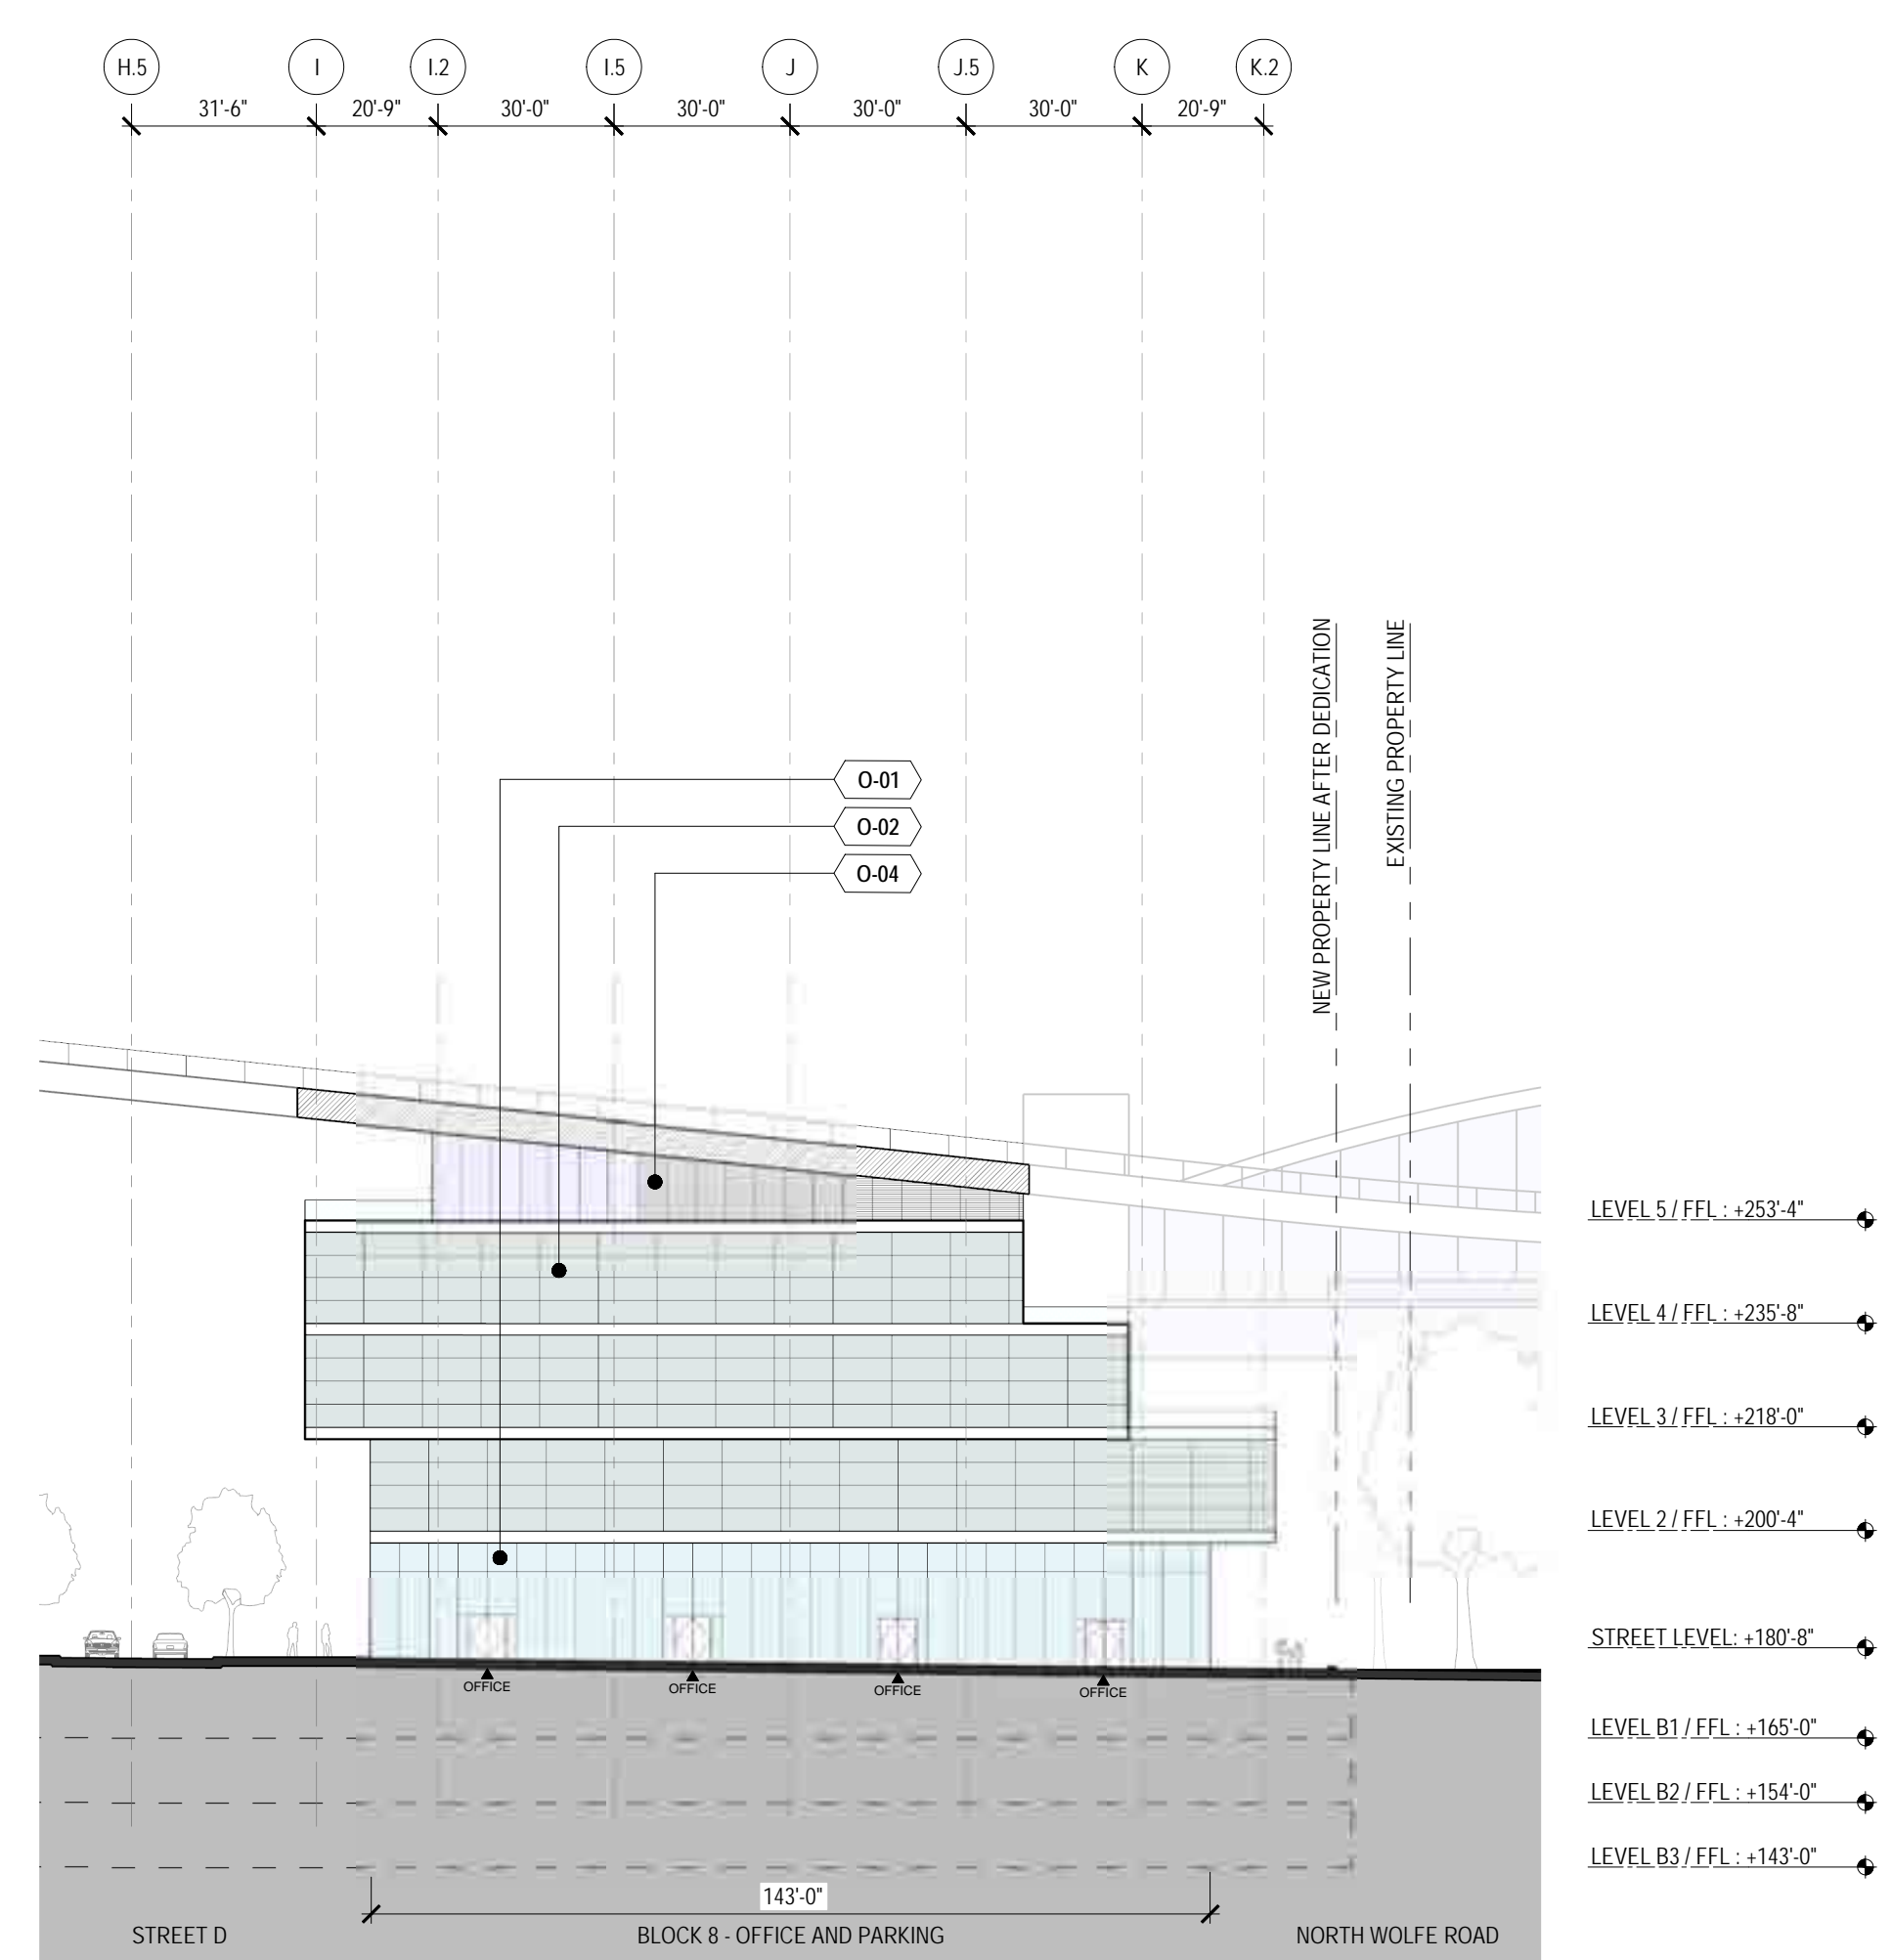 H.5 I I.2 I.5 J J.5 K K.2
31'-6" 20'-9" 30'-0" 30'-0" 30'-0" 30'-0" 20'-9"
NEW PROPERTY LINE AFTER DEDICATION
EXISTING PROPERTY LINE
O-01
O-02
O-04
LEVEL 5 / FFL : +253'-4"
LEVEL 4 / FFL : +235'-8"
LEVEL 3 / FFL : +218'-0"
LEVEL 2 / FFL : +200'-4"
STREET LEVEL: +180'-8"
OFFICE OFFICE OFFICE OFFICE
LEVEL B1 / FFL : +165'-0"
LEVEL B2 / FFL : +154'-0"
LEVEL B3 / FFL : +143'-0"
143'-0"
STREET D BLOCK 8 - OFFICE AND PARKING NORTH WOLFE ROAD